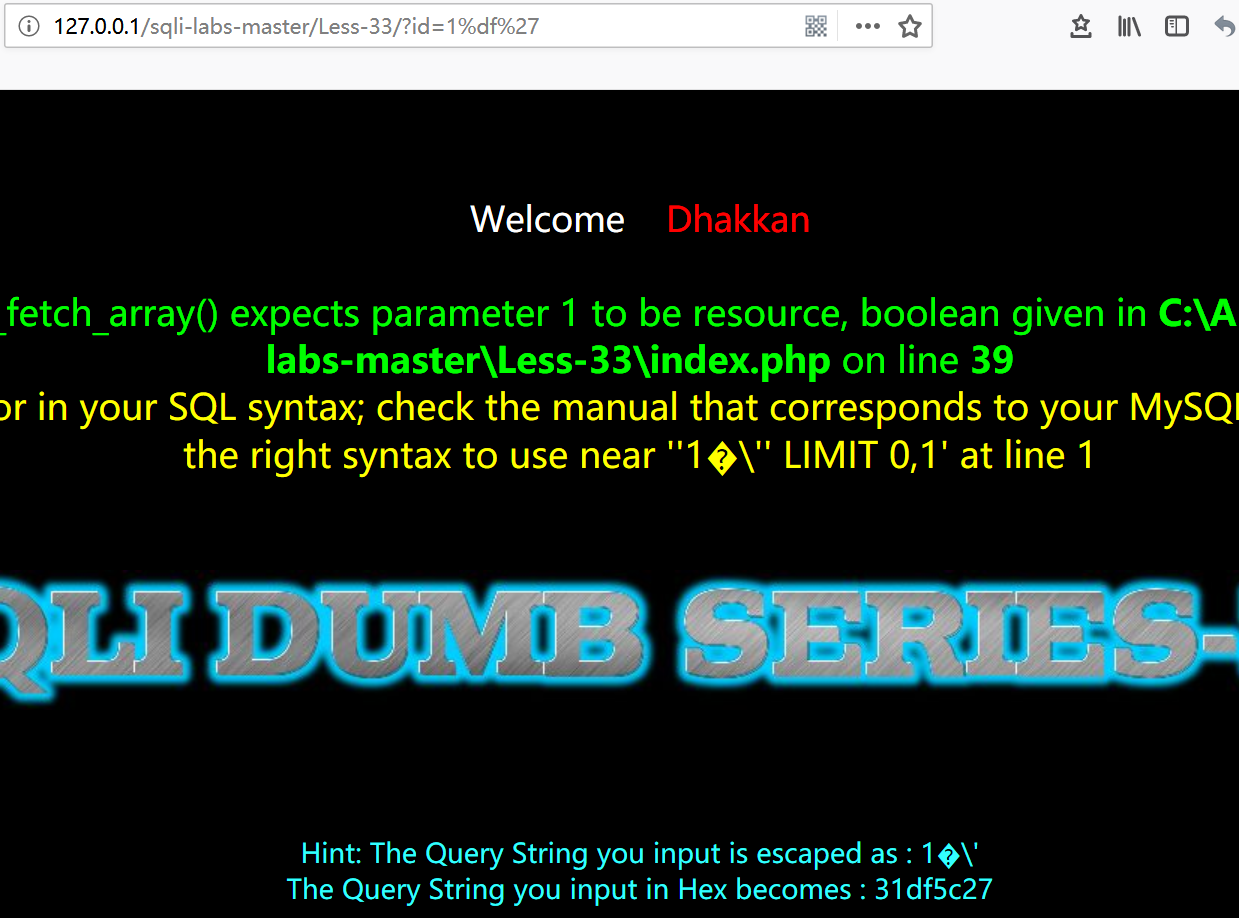 127.0.0.1/sqli-labs-master/Less-33/?id=1%df%27
Welcome Dhakkan
_fetch_array() expects parameter 1 to be resource, boolean given in C:\A
labs-master\Less-33\index.php on line 39
or in your SQL syntax; check the manual that corresponds to your MySQL
the right syntax to use near ''1�\'' LIMIT 0,1' at line 1
QLI DUMB SERIES-
Hint: The Query String you input is escaped as : 1�\'
The Query String you input in Hex becomes : 31df5c27